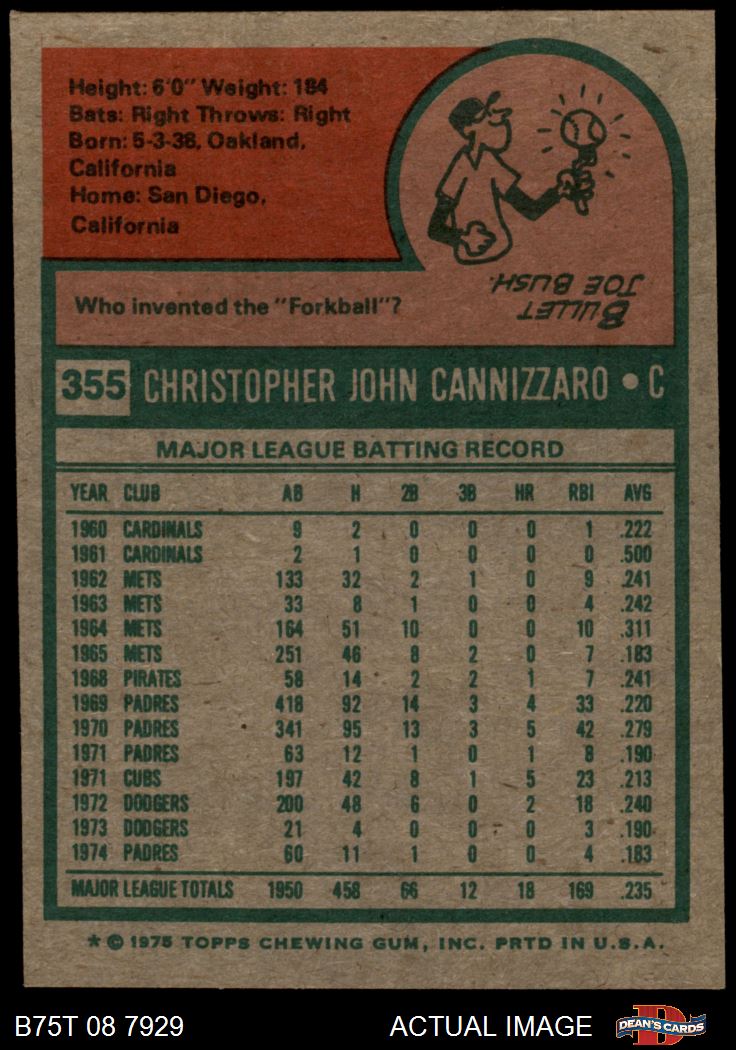 Height: 6'0" Weight: 184
Bats: Right Throws: Right
Born: 5-3-38, Oakland,
California
Home: San Diego,
California
Who invented the "Forkball"?
BULLET
JOE BUSH.
355 CHRISTOPHER JOHN CANNIZZARO • C
MAJOR LEAGUE BATTING RECORD
YEAR CLUB AB H 2B 3B HR RBI AVG
1960 CARDINALS 9 2 0 0 0 1 .222
1961 CARDINALS 2 1 0 0 0 0 .500
1962 METS 133 32 2 1 0 9 .241
1963 METS 33 8 1 0 0 4 .242
1964 METS 164 51 10 0 0 10 .311
1965 METS 251 46 8 2 0 7 .183
1968 PIRATES 58 14 2 2 1 7 .241
1969 PADRES 418 92 14 3 4 33 .220
1970 PADRES 341 95 13 3 5 42 .279
1971 PADRES 63 12 1 0 1 8 .190
1971 CUBS 197 42 8 1 5 23 .213
1972 DODGERS 200 48 6 0 2 18 .240
1973 DODGERS 21 4 0 0 0 3 .190
1974 PADRES 60 11 1 0 0 4 .183
MAJOR LEAGUE TOTALS 1950 458 66 12 18 169 .235
* © 1975 TOPPS CHEWING GUM, INC. PRTD IN U.S.A.
B75T 08 7929 ACTUAL IMAGE
D
DEAN'S CARDS